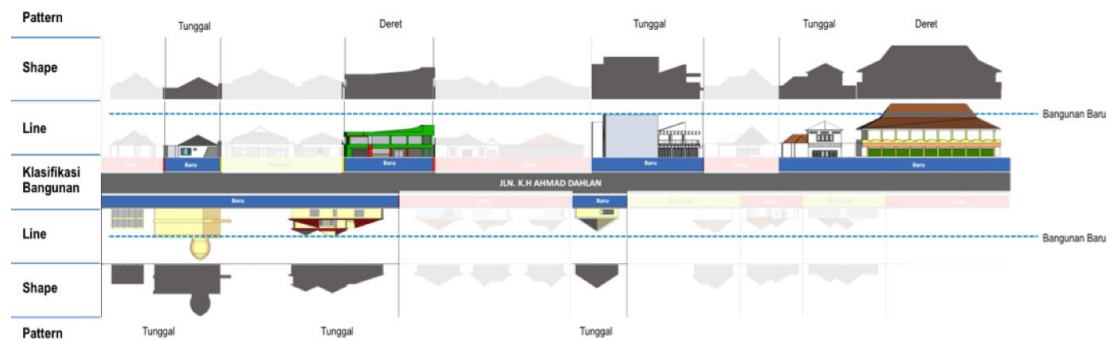 Pattern
Tunggal Deret Tunggal Tunggal Deret
Shape
Line
Bangunan Baru
Klasifikasi
Bangunan
Baru Baru Baru Baru
JLN. K.H AHMAD DAHLAN
Baru Baru
Line
Bangunan Baru
Shape
Pattern
Tunggal Tunggal Tunggal